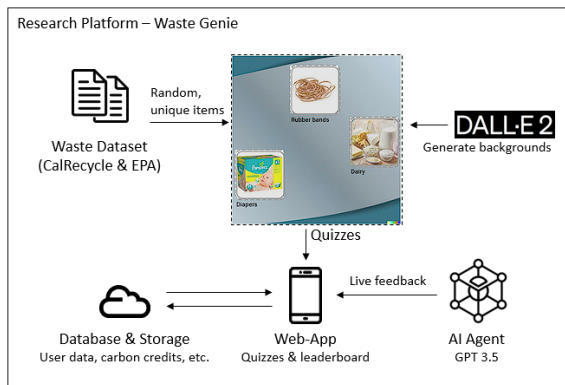 Research Platform – Waste Genie
Random,
unique items
Waste Dataset
(CalRecycle & EPA)
Rubber bands
Dairy
Pampers
Diapers
DALL·E 2
Generate backgrounds
Quizzes
Live feedback
Database & Storage
User data, carbon credits, etc.
Web-App
Quizzes & leaderboard
AI Agent
GPT 3.5